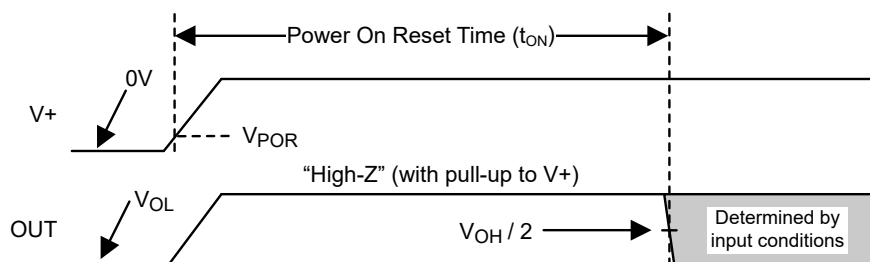 Power On Reset Time (tON)
0V
V+
VPOR
“High-Z” (with pull-up to V+)
VOL
OUT
VOH / 2
Determined by
input conditions